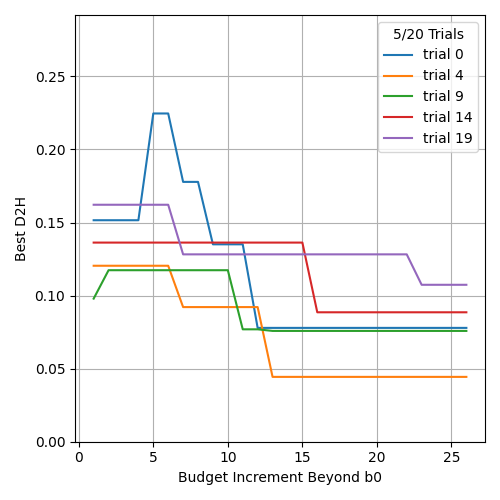 5/20 Trials
trial 0
trial 4
trial 9
trial 14
trial 19
0.25
0.20
0.15
0.10
0.05
0.00
Best D2H
0 5 10 15 20 25
Budget Increment Beyond b0